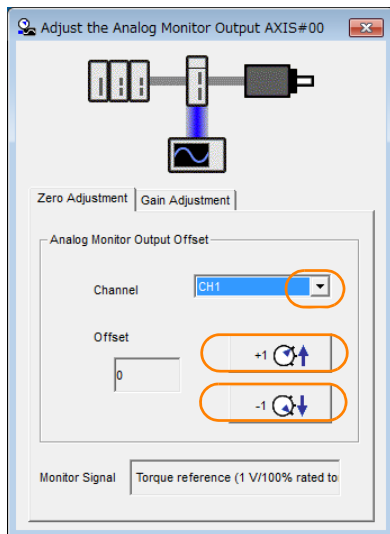 Adjust the Analog Monitor Output AXIS#00
Zero Adjustment
Gain Adjustment
Analog Monitor Output Offset
Channel
CH1
Offset
0
+1
-1
Monitor Signal
Torque reference (1 V/100% rated to